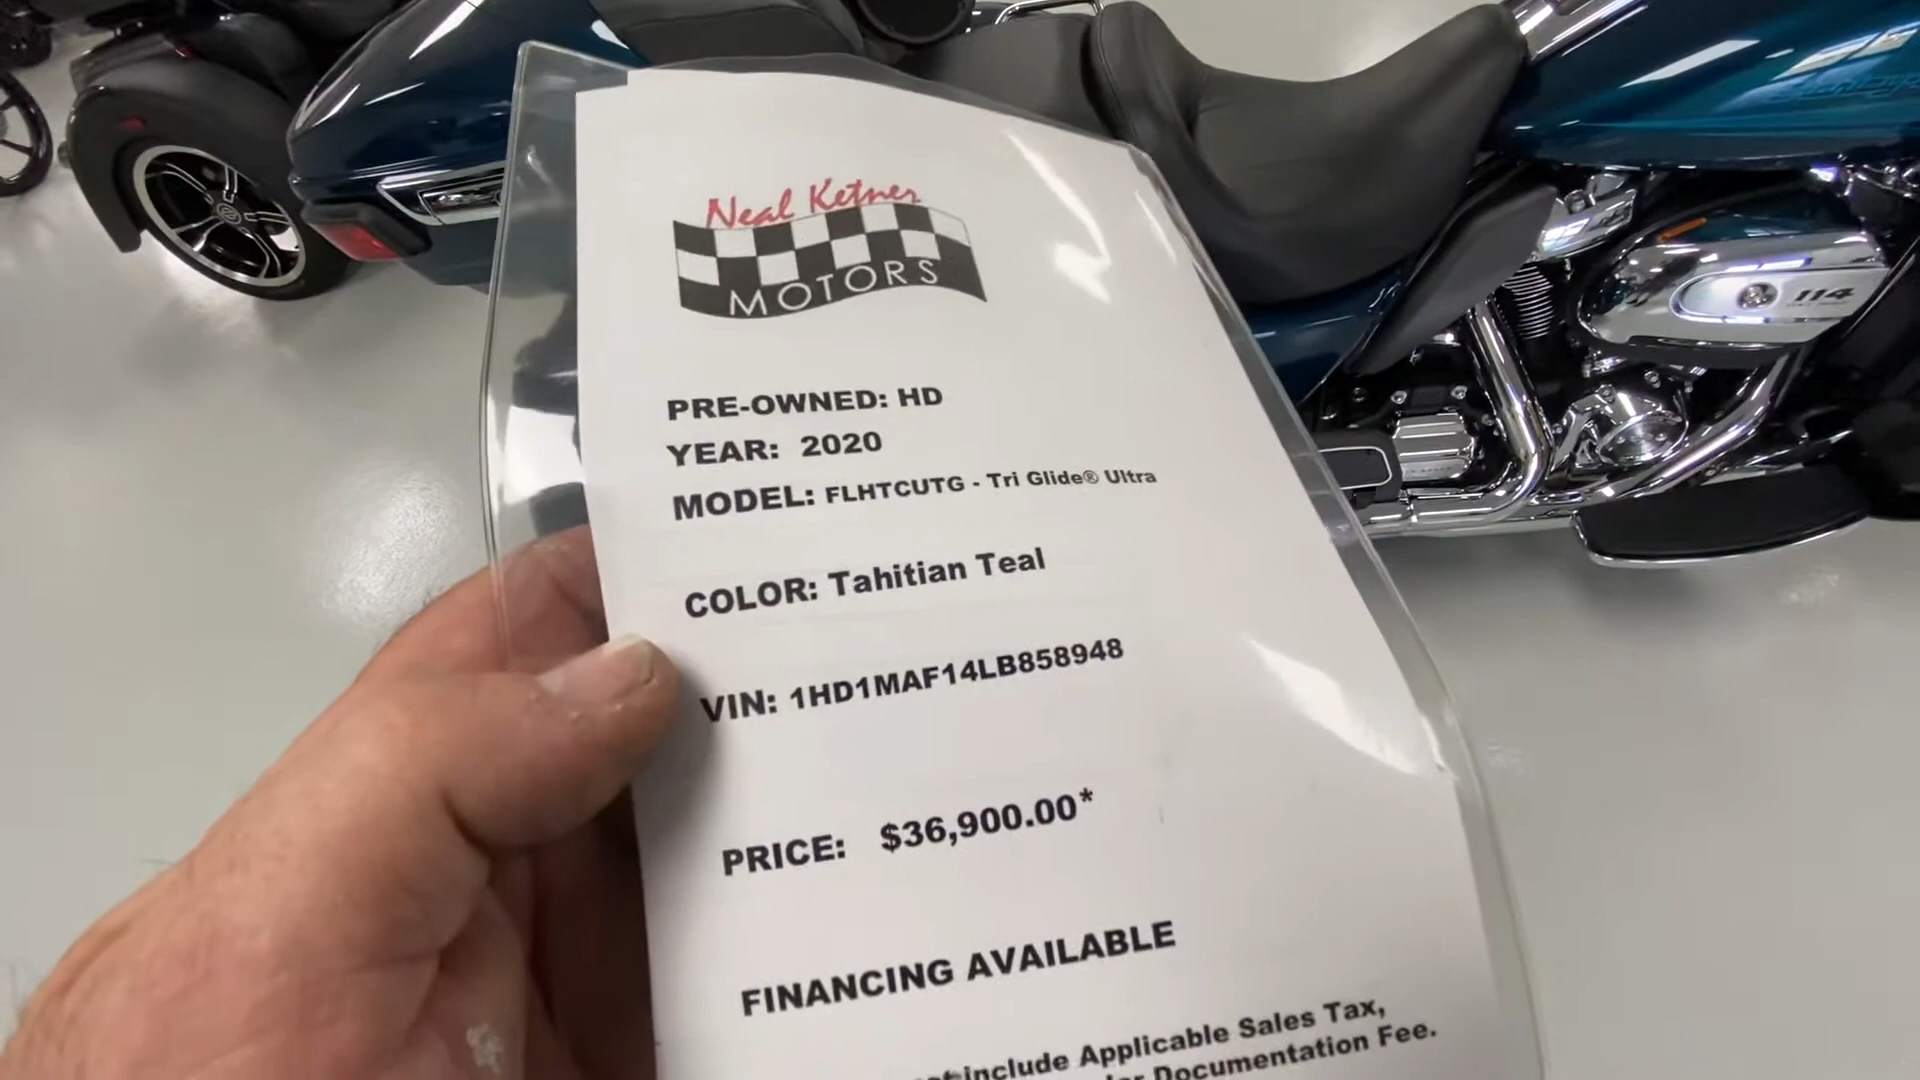 Neal Ketner
MOTORS
PRE-OWNED: HD
YEAR: 2020
MODEL: FLHTCUTG - Tri Glide® Ultra
COLOR: Tahitian Teal
VIN: 1HD1MAF14LB858948
PRICE: $36,900.00*
FINANCING AVAILABLE
include Applicable Sales Tax,
Documentation Fee.
114